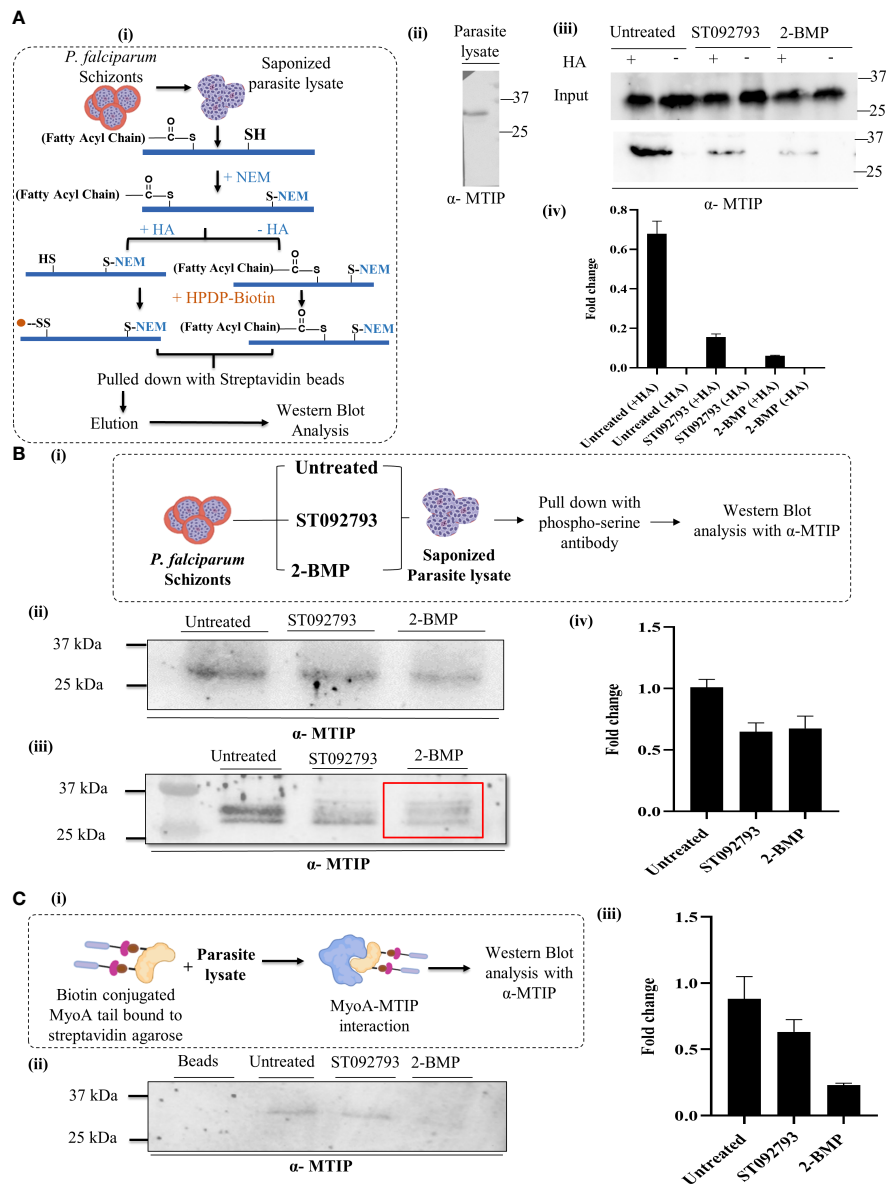 A
(i)
P. falciparum
Schizonts
Saponized
parasite lysate
(Fatty Acyl Chain)
O
C
S
SH
+ NEM
(Fatty Acyl Chain)
O
C
S
S-NEM
+ HA
- HA
HS
S-NEM
(Fatty Acyl Chain)
O
C
S
S-NEM
+ HPDP-Biotin
--SS
S-NEM
(Fatty Acyl Chain)
O
C
S
S-NEM
Pulled down with Streptavidin beads
Elution
Western Blot
Analysis
(ii)
Parasite
lysate
37
25
α- MTIP
(iii)
Untreated ST092793 2-BMP
HA + - + - + -
Input
37
25
37
25
α- MTIP
(iv)
Fold change
0.8
0.6
0.4
0.2
0.0
Untreated (+HA)
Untreated (-HA)
ST092793 (+HA)
ST092793 (-HA)
2-BMP (+HA)
2-BMP (-HA)
B
(i)
Untreated
ST092793
2-BMP
P. falciparum
Schizonts
Saponized
Parasite lysate
Pull down with
phospho-serine
antibody
Western Blot
analysis with α-MTIP
(ii)
Untreated ST092793 2-BMP
37 kDa
25 kDa
α- MTIP
(iii)
Untreated ST092793 2-BMP
37 kDa
25 kDa
α- MTIP
(iv)
Fold change
1.5
1.0
0.5
0.0
Untreated
ST092793
2-BMP
C
(i)
Biotin conjugated
MyoA tail bound to
streptavidin agarose
+ Parasite
lysate
MyoA-MTIP
interaction
Western Blot
analysis with
α-MTIP
(ii)
Beads Untreated ST092793 2-BMP
37 kDa
25 kDa
α- MTIP
(iii)
Fold change
1.5
1.0
0.5
0.0
Untreated
ST092793
2-BMP